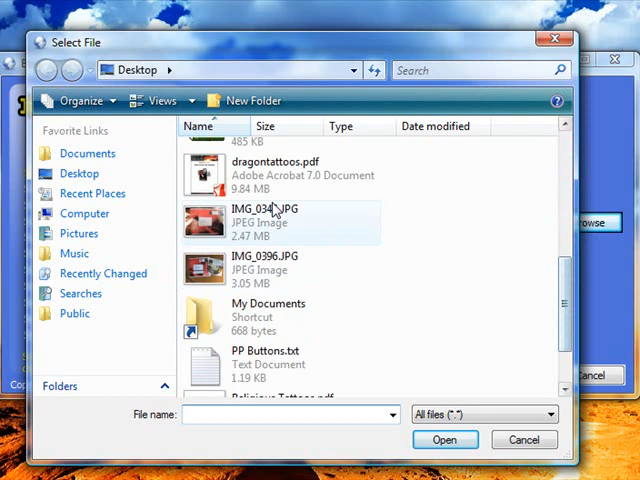 Select File
Desktop
Search
Organize
Views
New Folder
Favorite Links
Documents
Desktop
Recent Places
Computer
Pictures
Music
Recently Changed
Searches
Public
Folders
Name
Size
Type
Date modified
485 KB
dragontattoos.pdf
Adobe Acrobat 7.0 Document
9.84 MB
JPEG Image
2.47 MB
IMG_0396.JPG
JPEG Image
3.05 MB
My Documents
Shortcut
668 bytes
PP Buttons.txt
Text Document
1.19 KB
File name:
All files (*.*)
Open
Cancel